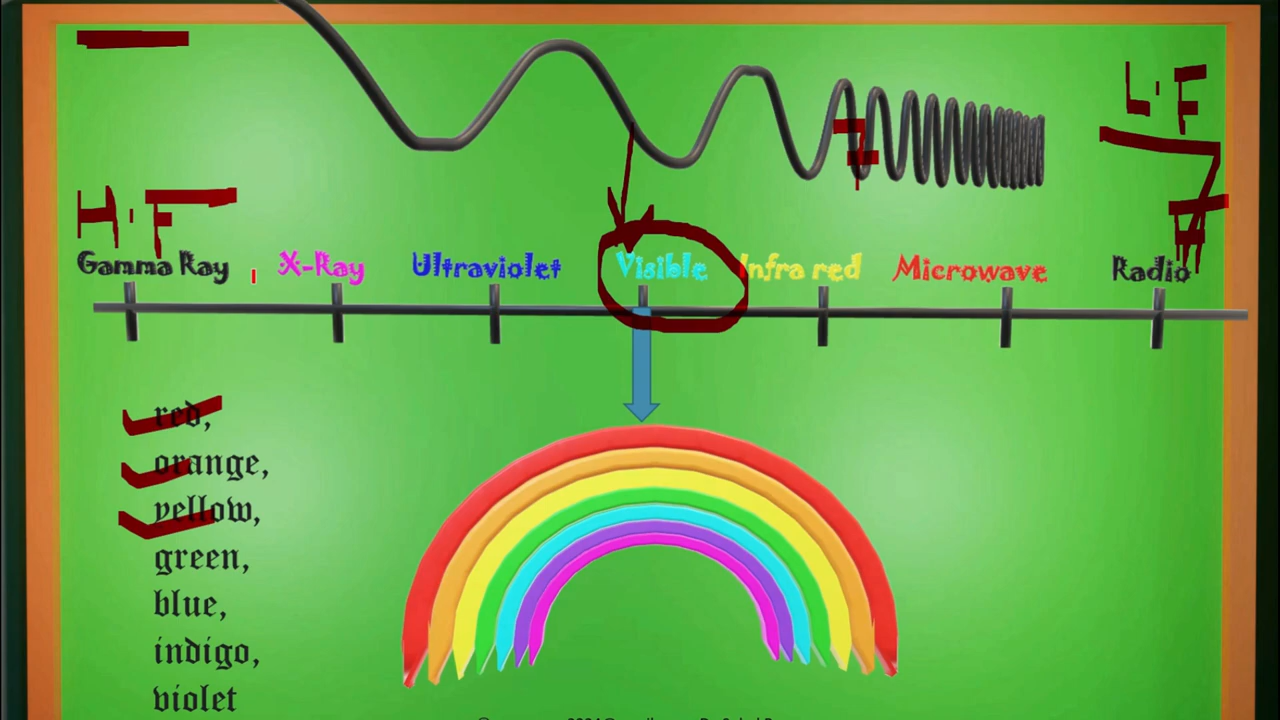 L.F
H.F
Gamma Ray X-Ray Ultraviolet Visible Infra red Microwave Radio
red,
orange,
yellow,
green,
blue,
indigo,
violet